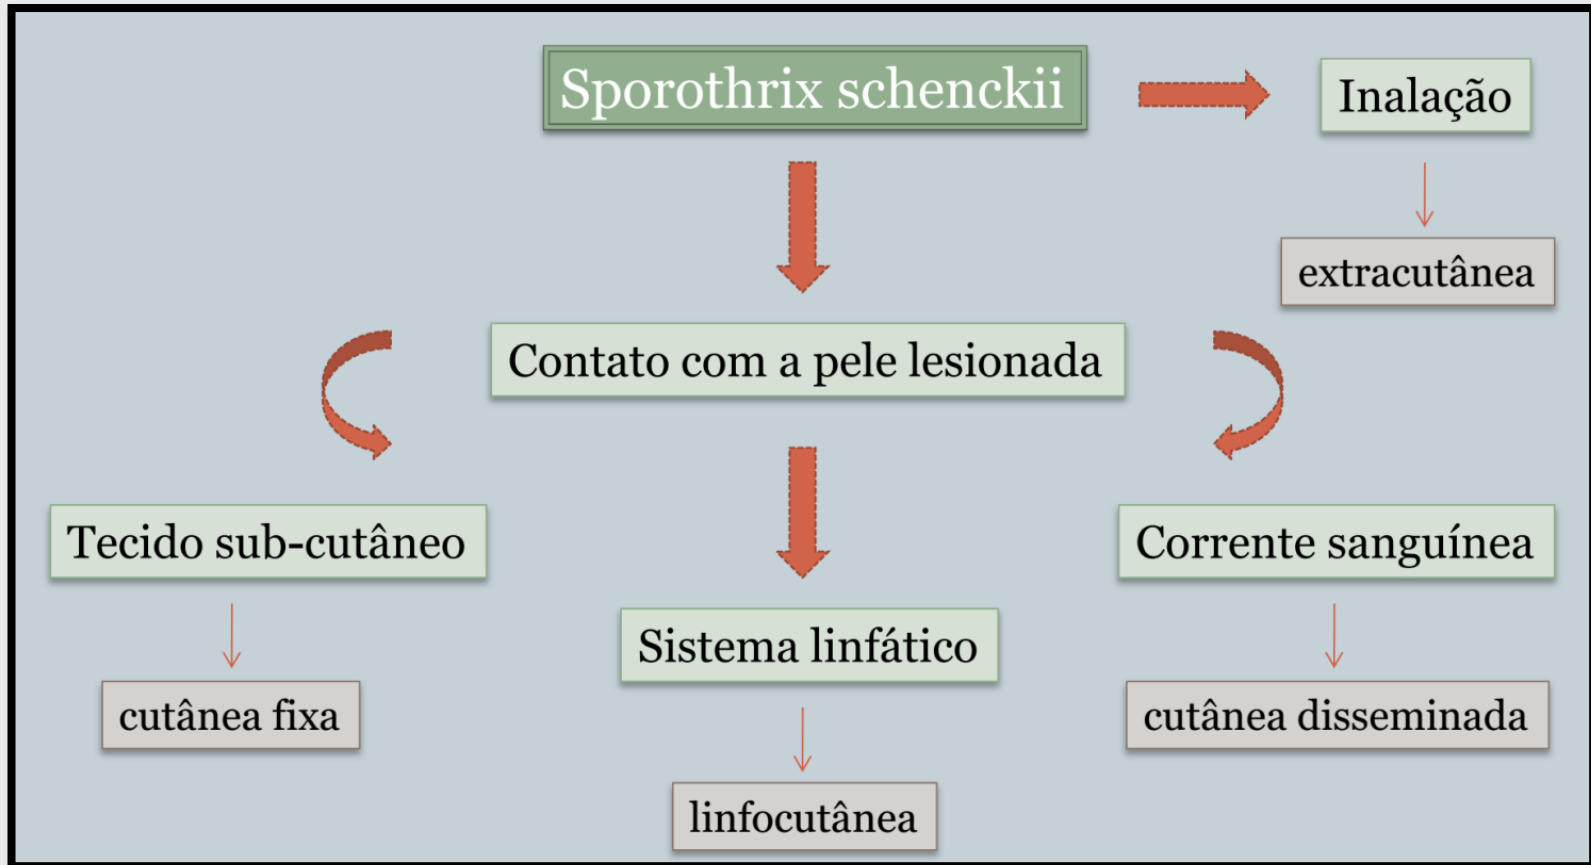 Sporothrix schenckii
Inalação
extracutânea
Contato com a pele lesionada
Tecido sub-cutâneo
cutânea fixa
Sistema linfático
linfocutânea
Corrente sanguínea
cutânea disseminada